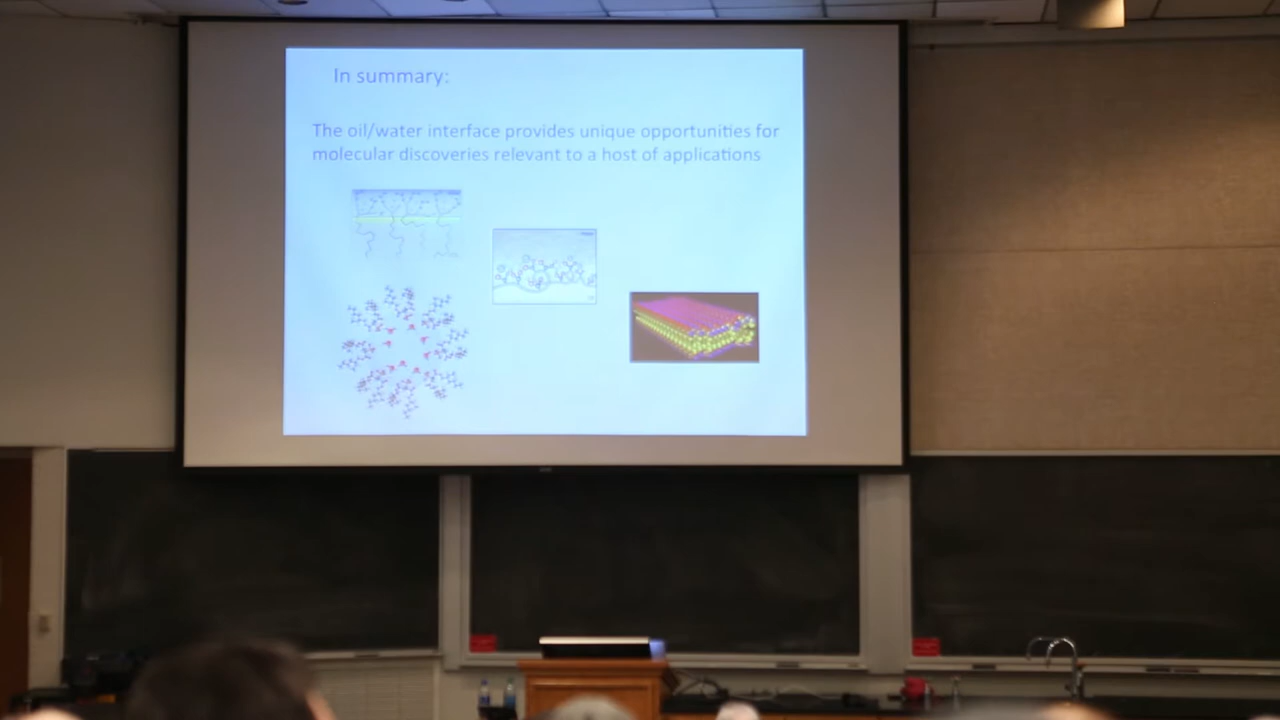 In summary:
The oil/water interface provides unique opportunities for
molecular discoveries relevant to a host of applications